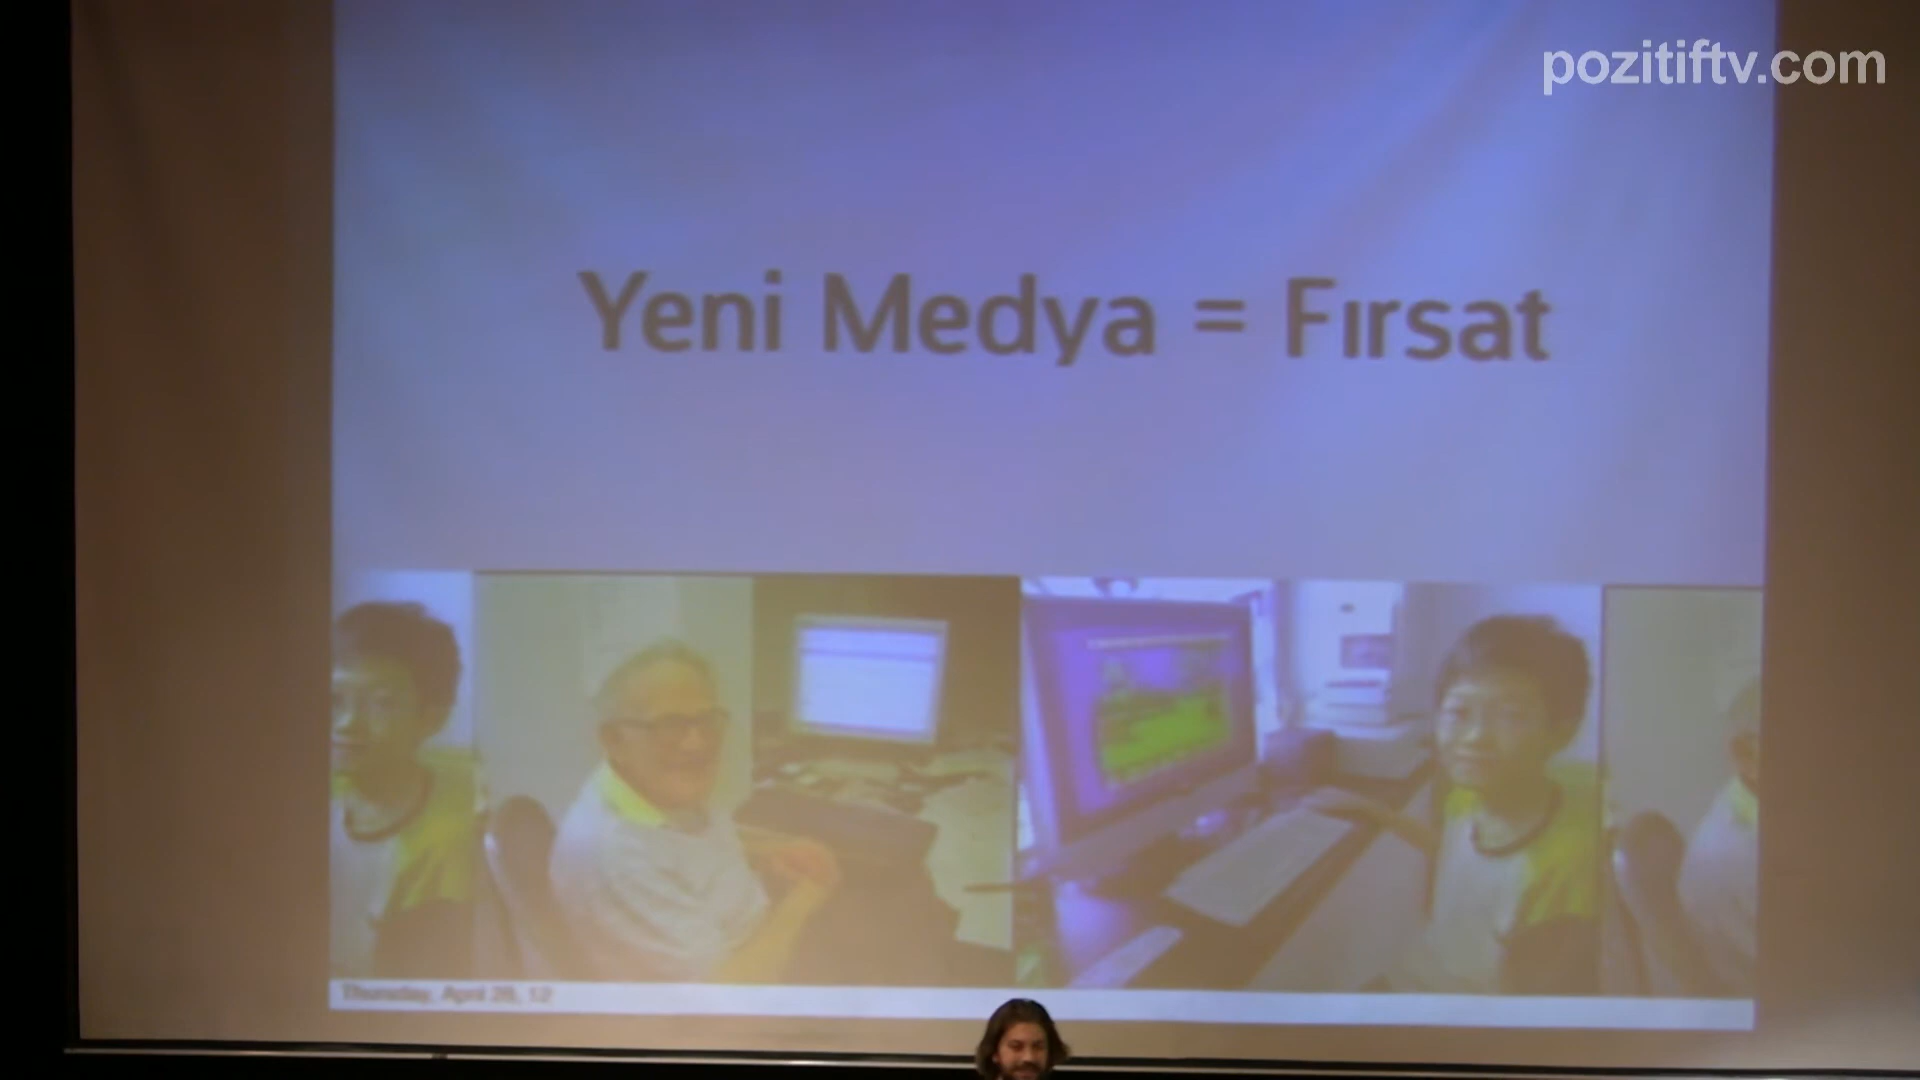 pozitiftv.com
Yeni Medya = Fırsat
Thursday, April 26, 12